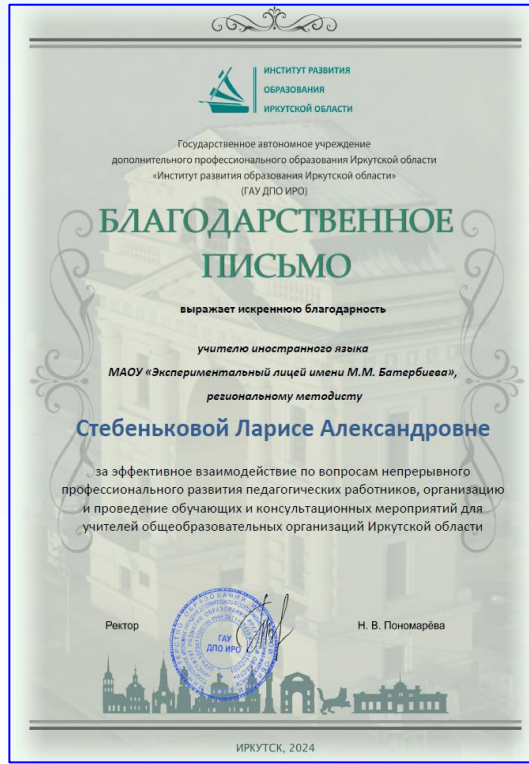 ИНСТИТУТ РАЗВИТИЯ
ОБРАЗОВАНИЯ
ИРКУТСКОЙ ОБЛАСТИ
Государственное автономное учреждение
дополнительного профессионального образования Иркутской области
«Институт развития образования Иркутской области»
(ГАУ ДПО ИРО)
БЛАГОДАРСТВЕННОЕ
ПИСЬМО
выражает искреннюю благодарность
учителю иностранного языка
МАОУ «Экспериментальный лицей имени М.М. Батербиева»,
региональному методисту
Стебеньковой Ларисе Александровне
за эффективное взаимодействие по вопросам непрерывного
профессионального развития педагогических работников, организацию
и проведение обучающих и консультационных мероприятий для
учителей общеобразовательных организаций Иркутской области
Ректор
ГАУ
ДПО ИРО
Н. В. Пономарёва
ИРКУТСК, 2024